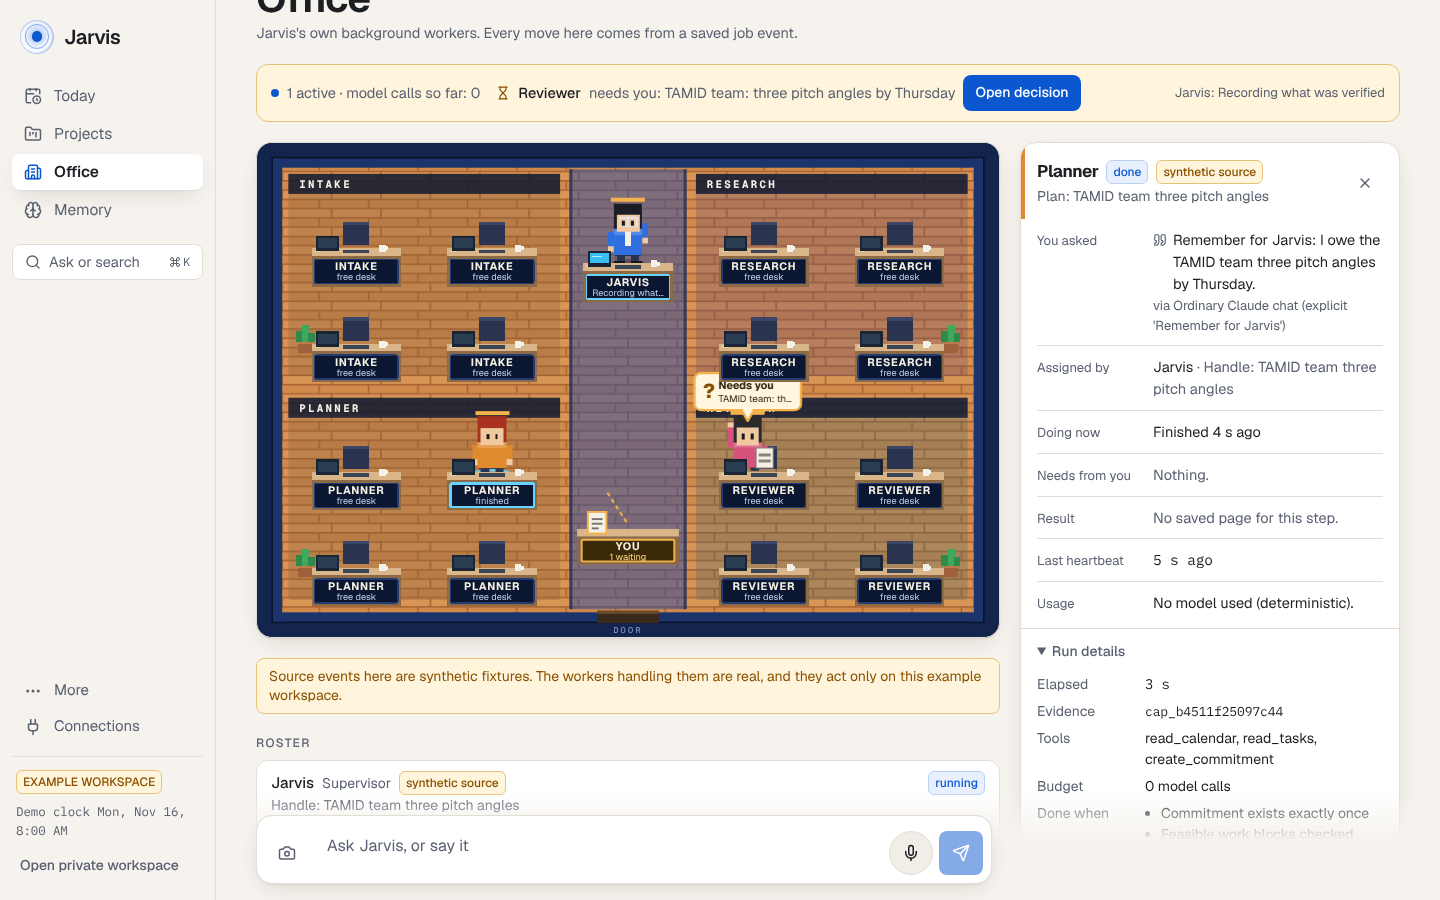 Jarvis
Today
Projects
Office
Memory
Ask or search ⌘ K
More
Connections
EXAMPLE WORKSPACE
Demo clock Mon, Nov 16,
8:00 AM
Open private workspace
Office
Jarvis's own background workers. Every move here comes from a saved job event.
1 active · model calls so far: 0 Reviewer needs you: TAMID team: three pitch angles by Thursday Open decision Jarvis: Recording what was verified
INTAKE
RESEARCH
INTAKE
free desk
INTAKE
free desk
JARVIS
Recording what...
RESEARCH
free desk
RESEARCH
free desk
INTAKE
free desk
INTAKE
free desk
RESEARCH
free desk
RESEARCH
free desk
? Needs you
TAMID team: th...
PLANNER
PLANNER
free desk
PLANNER
finished
REVIEWER
free desk
REVIEWER
free desk
YOU
1 waiting
PLANNER
free desk
PLANNER
free desk
REVIEWER
free desk
REVIEWER
free desk
DOOR
Source events here are synthetic fixtures. The workers handling them are real, and they act only on this example
workspace.
ROSTER
Jarvis Supervisor synthetic source running
Handle: TAMID team three pitch angles
Ask Jarvis, or say it
Planner done synthetic source
Plan: TAMID team three pitch angles
You asked
Remember for Jarvis: I owe the
TAMID team three pitch angles
by Thursday.
via Ordinary Claude chat (explicit
'Remember for Jarvis')
Assigned by Jarvis · Handle: TAMID team three
pitch angles
Doing now Finished 4 s ago
Needs from you Nothing.
Result No saved page for this step.
Last heartbeat 5 s ago
Usage No model used (deterministic).
▼ Run details
Elapsed 3 s
Evidence cap_b4511f25097c44
Tools read_calendar, read_tasks,
create_commitment
Budget 0 model calls
Done when • Commitment exists exactly once
• Feasible work blocks checked